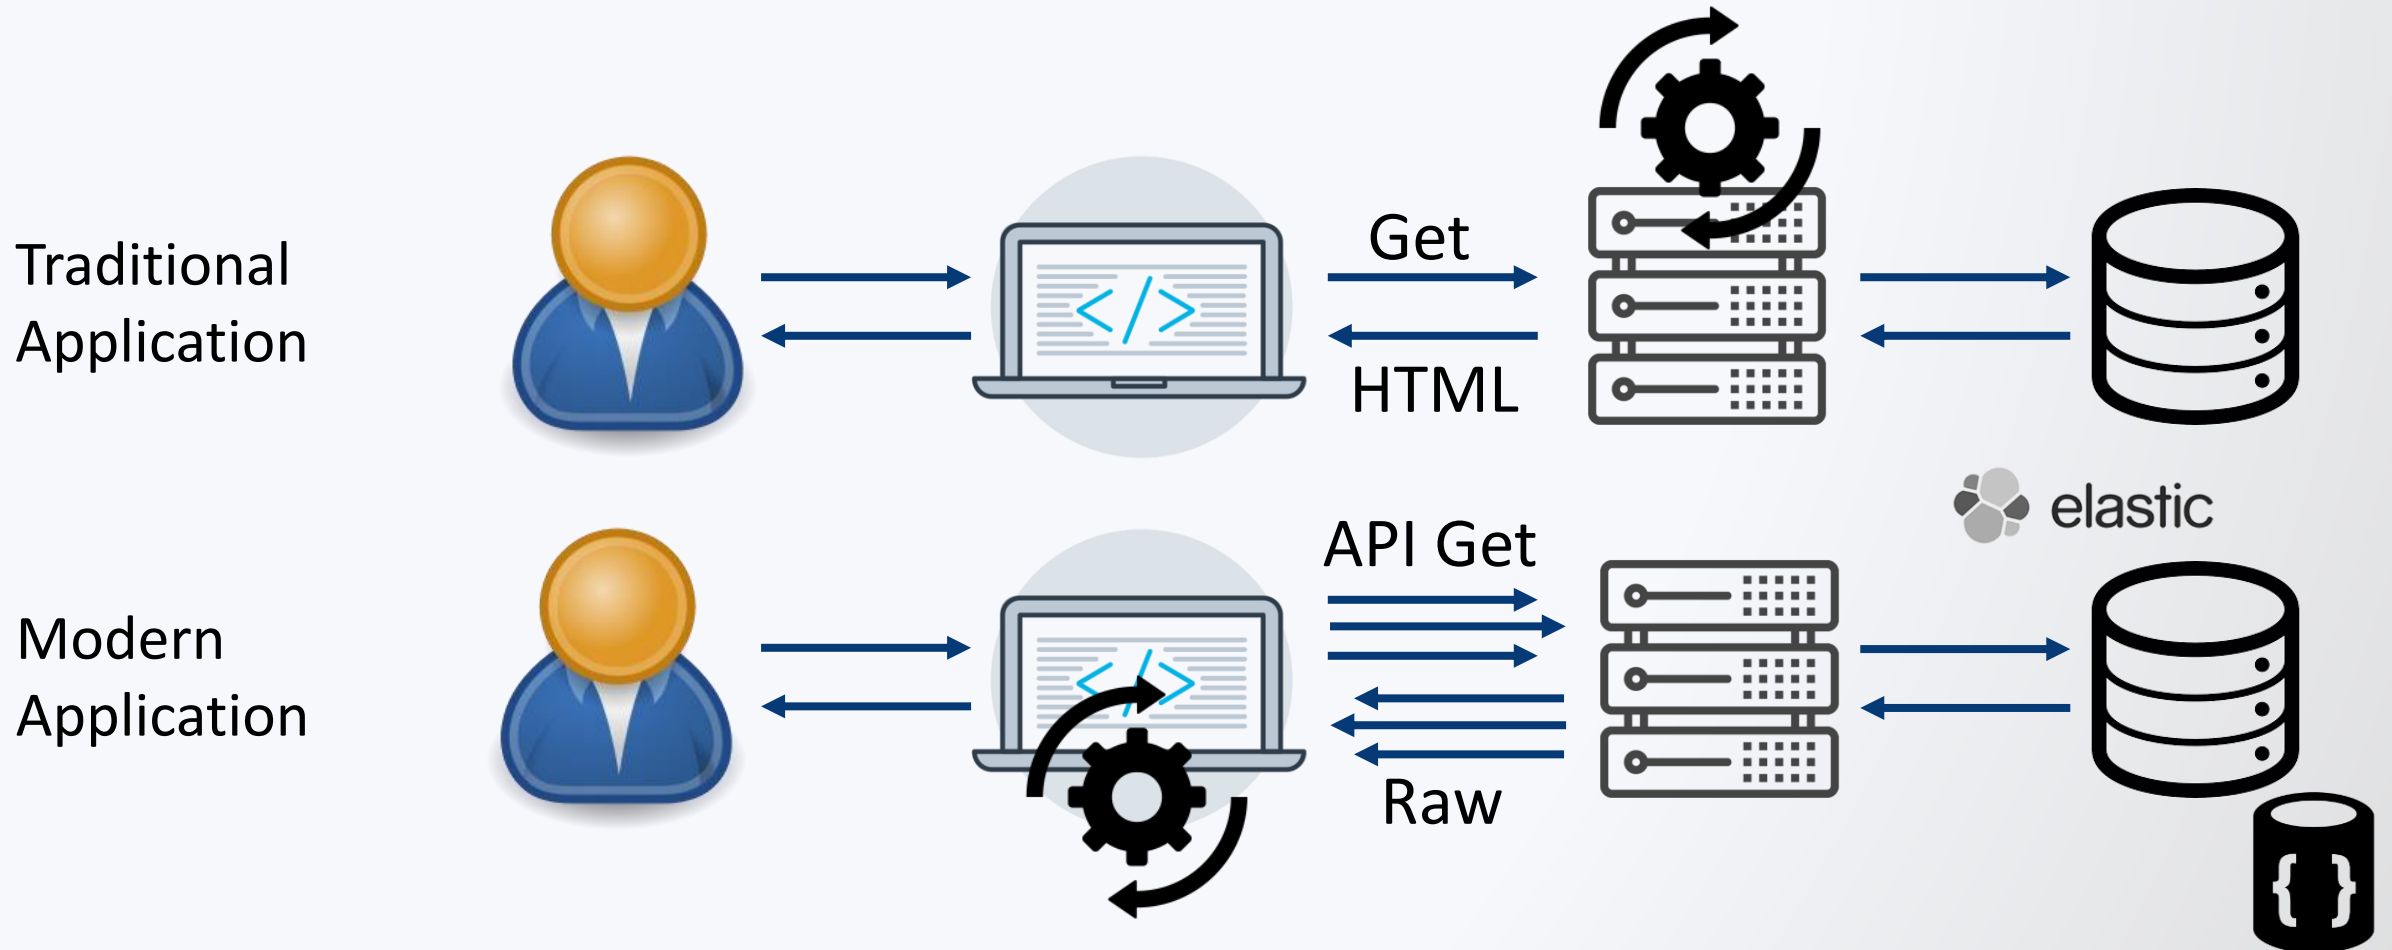 Traditional
Application
Get
HTML
</>
elastic
Modern
Application
API Get
</>
Raw
{ }